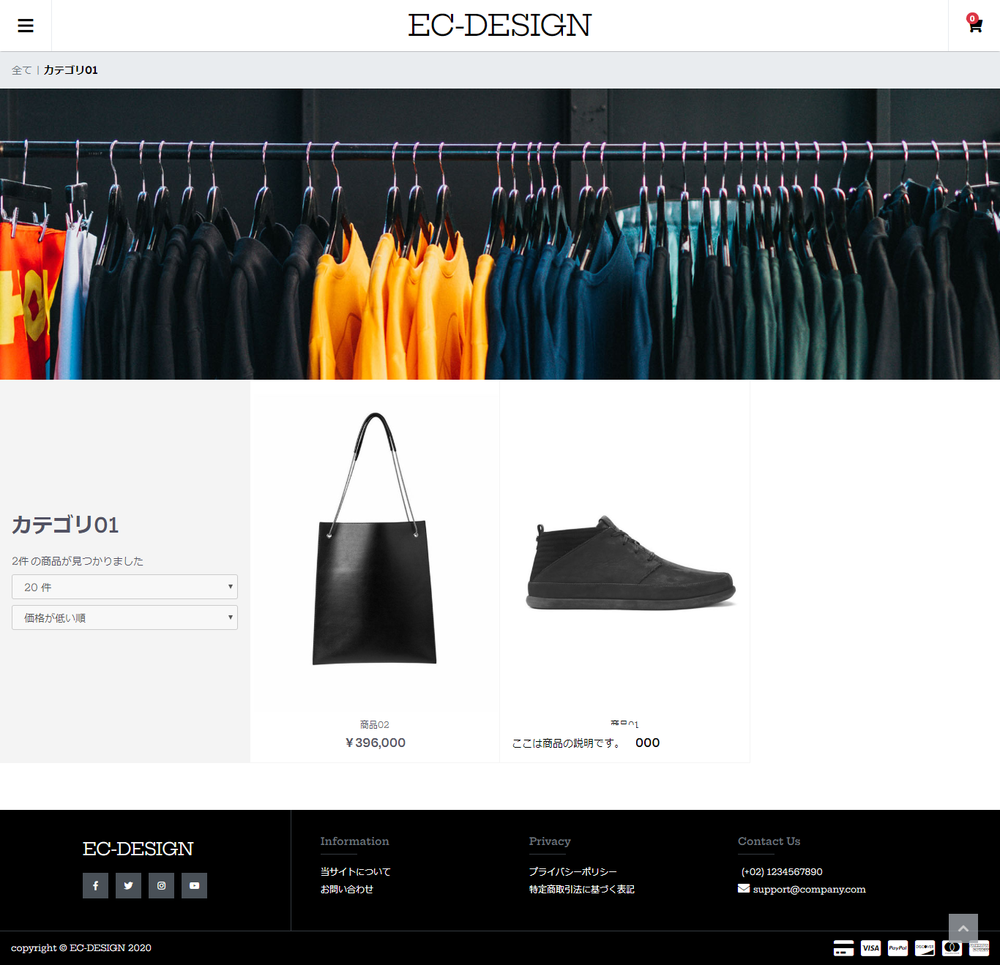 EC-DESIGN
0
全て | カテゴリ01
カテゴリ01
2件 の商品が見つかりました
20 件
価格が低い順
商品02
￥396,000
商品01
ここは商品の説明です。 000
EC-DESIGN
Information
当サイトについて
お問い合わせ
Privacy
プライバシーポリシー
特定商取引法に基づく表記
Contact Us
(+02) 1234567890
support@company.com
copyright © EC-DESIGN 2020
VISA
PayPal
DISCOVER